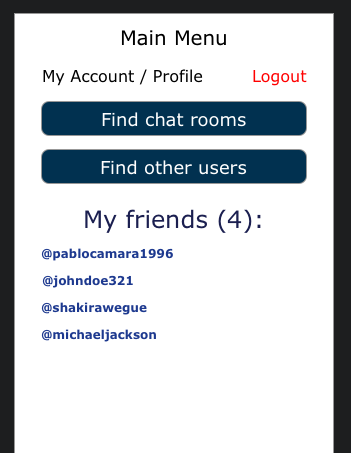 Main Menu
My Account / Profile Logout
Find chat rooms
Find other users
My friends (4):
@pablocamara1996
@johndoe321
@shakirawegue
@michaeljackson